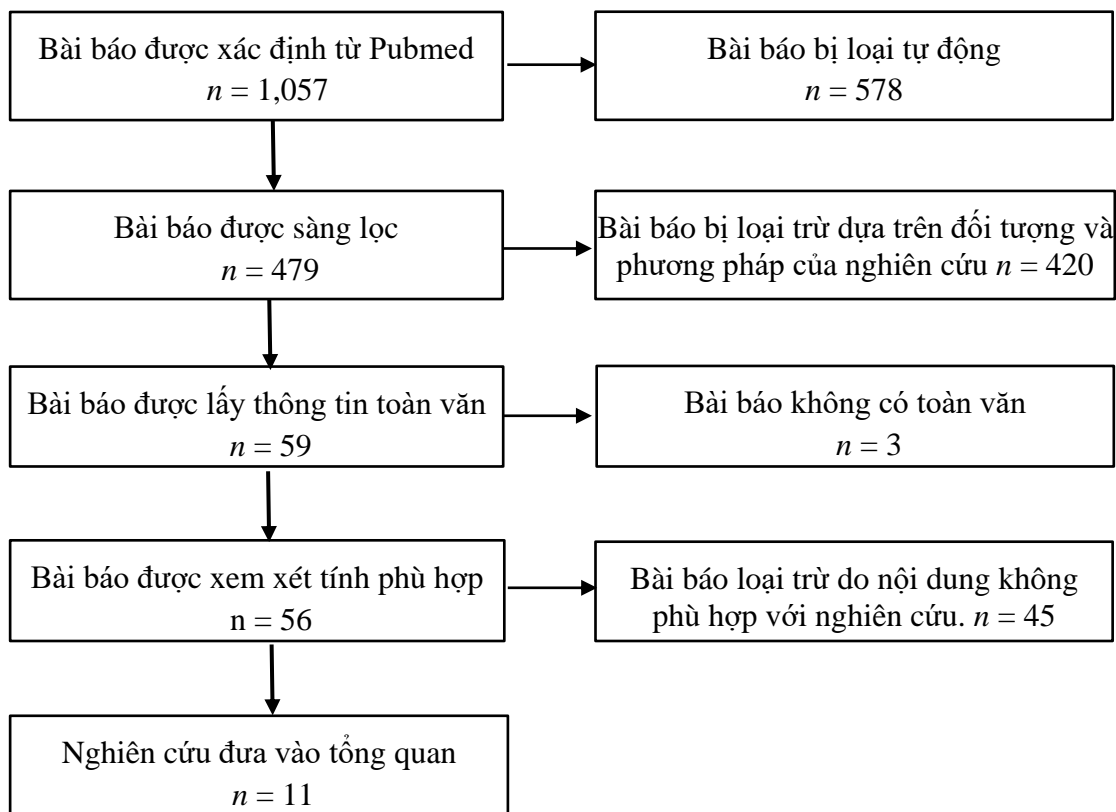 Bài báo được xác định từ Pubmed
n = 1,057
Bài báo bị loại tự động
n = 578
Bài báo được sàng lọc
n = 479
Bài báo bị loại trừ dựa trên đối tượng và
phương pháp của nghiên cứu n = 420
Bài báo được lấy thông tin toàn văn
n = 59
Bài báo không có toàn văn
n = 3
Bài báo được xem xét tính phù hợp
n = 56
Bài báo loại trừ do nội dung không
phù hợp với nghiên cứu. n = 45
Nghiên cứu đưa vào tổng quan
n = 11